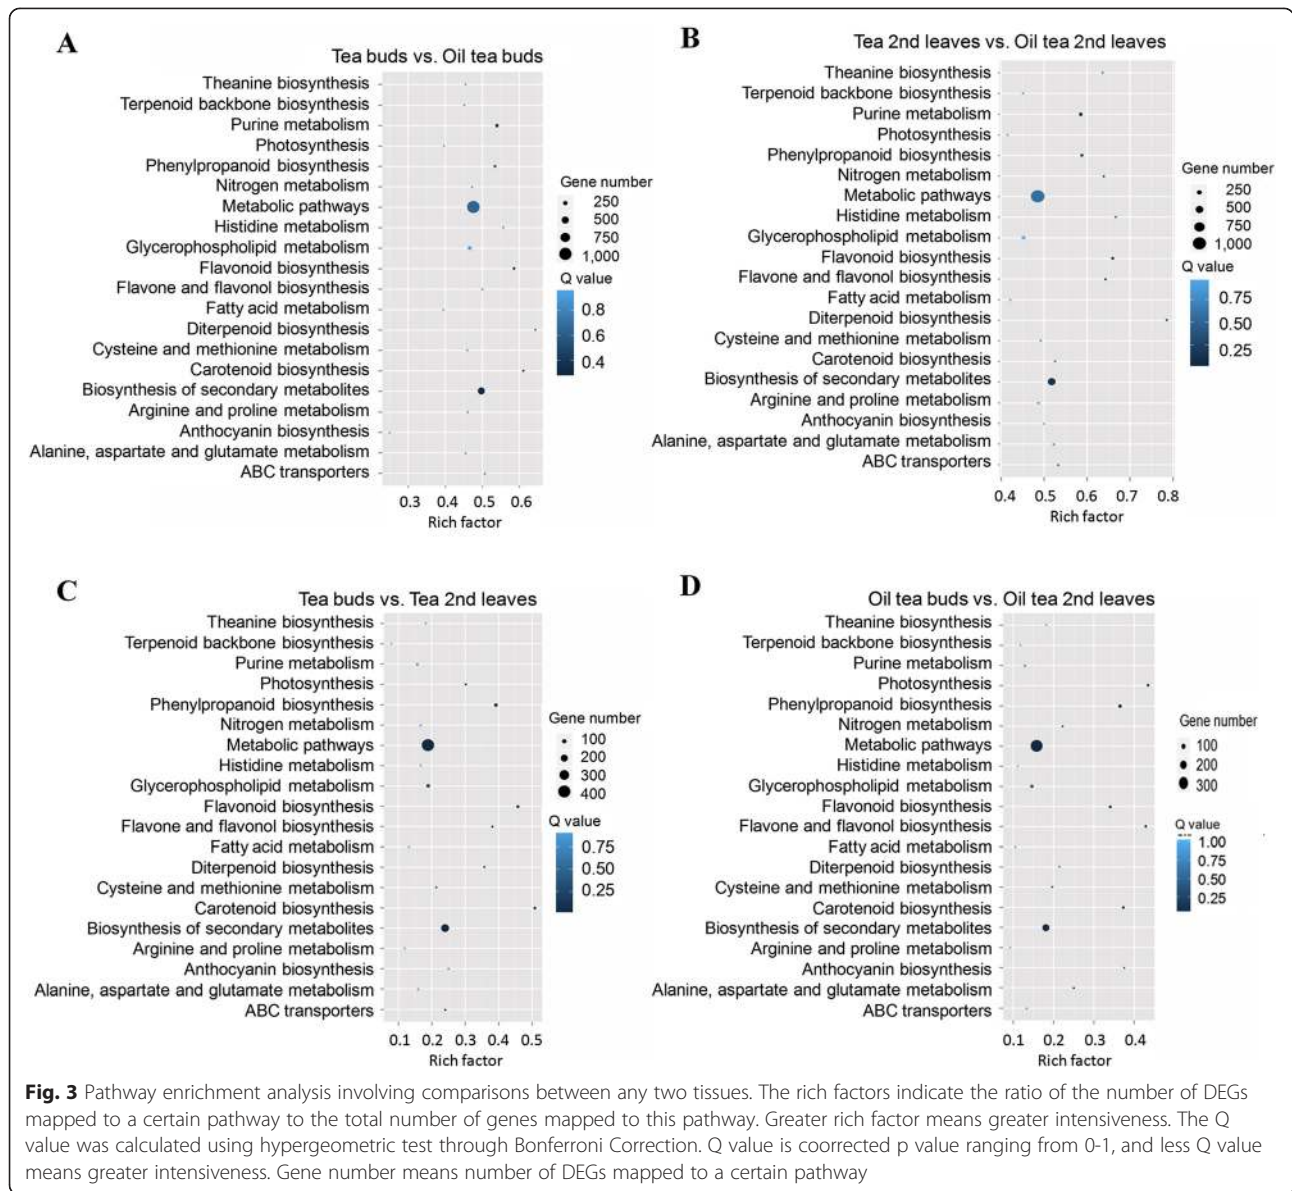 A
Tea buds vs. Oil tea buds
Theanine biosynthesis
Terpenoid backbone biosynthesis
Purine metabolism
Photosynthesis
Phenylpropanoid biosynthesis
Nitrogen metabolism
Metabolic pathways
Histidine metabolism
Glycerophospholipid metabolism
Flavonoid biosynthesis
Flavone and flavonol biosynthesis
Fatty acid metabolism
Diterpenoid biosynthesis
Cysteine and methionine metabolism
Carotenoid biosynthesis
Biosynthesis of secondary metabolites
Arginine and proline metabolism
Anthocyanin biosynthesis
Alanine, aspartate and glutamate metabolism
ABC transporters
0.3 0.4 0.5 0.6
Rich factor
Gene number
250
500
750
1,000
Q value
0.8
0.6
0.4
B
Tea 2nd leaves vs. Oil tea 2nd leaves
Theanine biosynthesis
Terpenoid backbone biosynthesis
Purine metabolism
Photosynthesis
Phenylpropanoid biosynthesis
Nitrogen metabolism
Metabolic pathways
Histidine metabolism
Glycerophospholipid metabolism
Flavonoid biosynthesis
Flavone and flavonol biosynthesis
Fatty acid metabolism
Diterpenoid biosynthesis
Cysteine and methionine metabolism
Carotenoid biosynthesis
Biosynthesis of secondary metabolites
Arginine and proline metabolism
Anthocyanin biosynthesis
Alanine, aspartate and glutamate metabolism
ABC transporters
0.4 0.5 0.6 0.7 0.8
Rich factor
Gene number
250
500
750
1,000
Q value
0.75
0.50
0.25
C
Tea buds vs. Tea 2nd leaves
Theanine biosynthesis
Terpenoid backbone biosynthesis
Purine metabolism
Photosynthesis
Phenylpropanoid biosynthesis
Nitrogen metabolism
Metabolic pathways
Histidine metabolism
Glycerophospholipid metabolism
Flavonoid biosynthesis
Flavone and flavonol biosynthesis
Fatty acid metabolism
Diterpenoid biosynthesis
Cysteine and methionine metabolism
Carotenoid biosynthesis
Biosynthesis of secondary metabolites
Arginine and proline metabolism
Anthocyanin biosynthesis
Alanine, aspartate and glutamate metabolism
ABC transporters
0.1 0.2 0.3 0.4 0.5
Rich factor
Gene number
100
200
300
400
Q value
0.75
0.50
0.25
D
Oil tea buds vs. Oil tea 2nd leaves
Theanine biosynthesis
Terpenoid backbone biosynthesis
Purine metabolism
Photosynthesis
Phenylpropanoid biosynthesis
Nitrogen metabolism
Metabolic pathways
Histidine metabolism
Glycerophospholipid metabolism
Flavonoid biosynthesis
Flavone and flavonol biosynthesis
Fatty acid metabolism
Diterpenoid biosynthesis
Cysteine and methionine metabolism
Carotenoid biosynthesis
Biosynthesis of secondary metabolites
Arginine and proline metabolism
Anthocyanin biosynthesis
Alanine, aspartate and glutamate metabolism
ABC transporters
0.1 0.2 0.3 0.4
Rich factor
Gene number
100
200
300
Q value
1.00
0.75
0.50
0.25
Fig. 3 Pathway enrichment analysis involving comparisons between any two tissues. The rich factors indicate the ratio of the number of DEGs
mapped to a certain pathway to the total number of genes mapped to this pathway. Greater rich factor means greater intensiveness. The Q
value was calculated using hypergeometric test through Bonferroni Correction. Q value is coorrected p value ranging from 0-1, and less Q value
means greater intensiveness. Gene number means number of DEGs mapped to a certain pathway